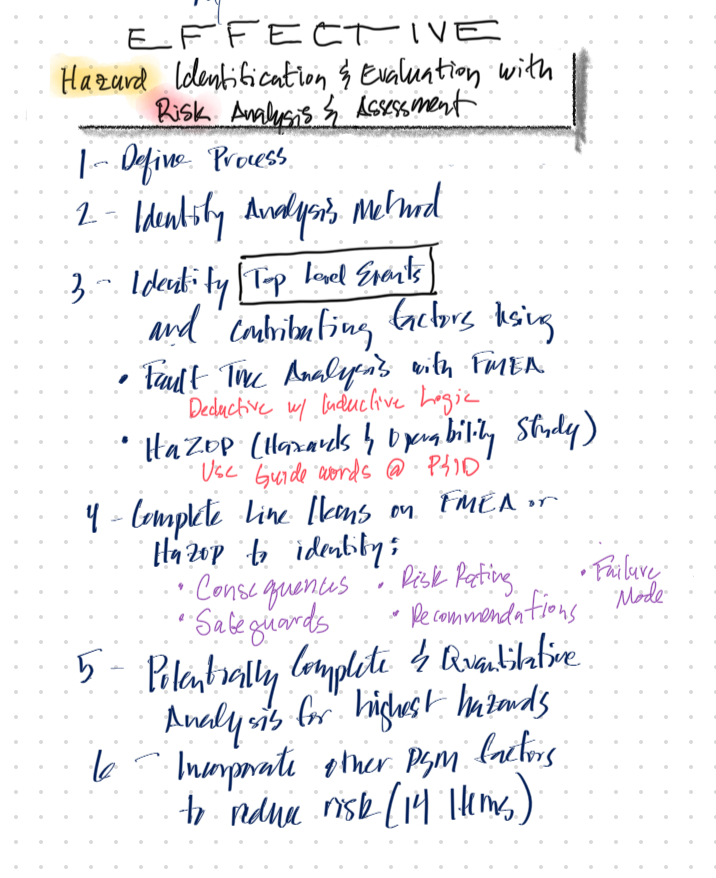 EFFECTIVE
Hazard Identification & Evaluation with
Risk Analysis & Assessment
1 - Define Process
2 - Identify Analysis Method
3 - Identify Top Level Events
and contributing factors using
• Fault Tree Analysis with FMEA
Deductive w/ Inductive Logic
• HaZOP (Hazards & Operability Study)
Use Guide words @ P&ID
4 - Complete Line Items on FMEA or
HazOP to identify:
• Consequences • Risk Rating • Failure Mode
• Safeguards • Recommendations
5 - Potentially Complete & Quantitative
Analysis for highest hazards
6 - Incorporate other PSM factors
to reduce risk (14 Items)